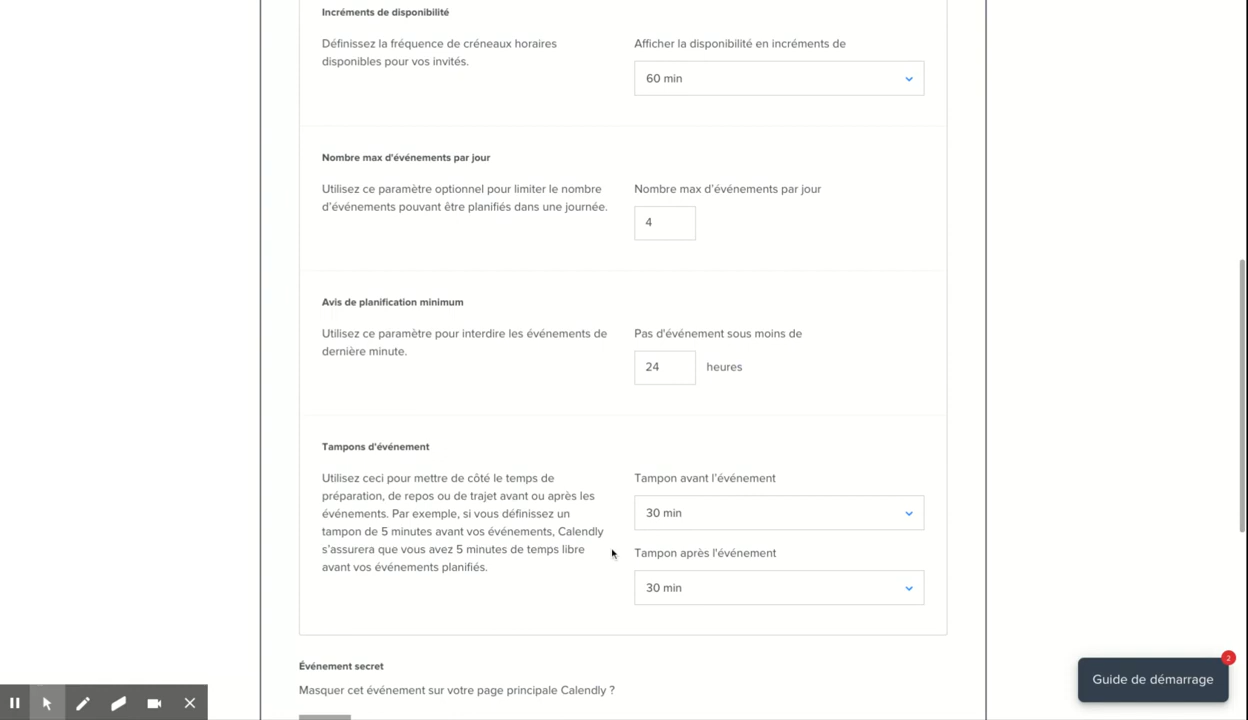 Incréments de disponibilité
Définissez la fréquence de créneaux horaires
disponibles pour vos invités.
Afficher la disponibilité en incréments de
60 min
Nombre max d'événements par jour
Utilisez ce paramètre optionnel pour limiter le nombre
d'événements pouvant être planifiés dans une journée.
Nombre max d'événements par jour
4
Avis de planification minimum
Utilisez ce paramètre pour interdire les événements de
dernière minute.
Pas d'événement sous moins de
24 heures
Tampons d'événement
Utilisez ceci pour mettre de côté le temps de
préparation, de repos ou de trajet avant ou après les
événements. Par exemple, si vous définissez un
tampon de 5 minutes avant vos événements, Calendly
s'assurera que vous avez 5 minutes de temps libre
avant vos événements planifiés.
Tampon avant l'événement
30 min
Tampon après l'événement
30 min
Événement secret
Masquer cet événement sur votre page principale Calendly ?
2
Guide de démarrage